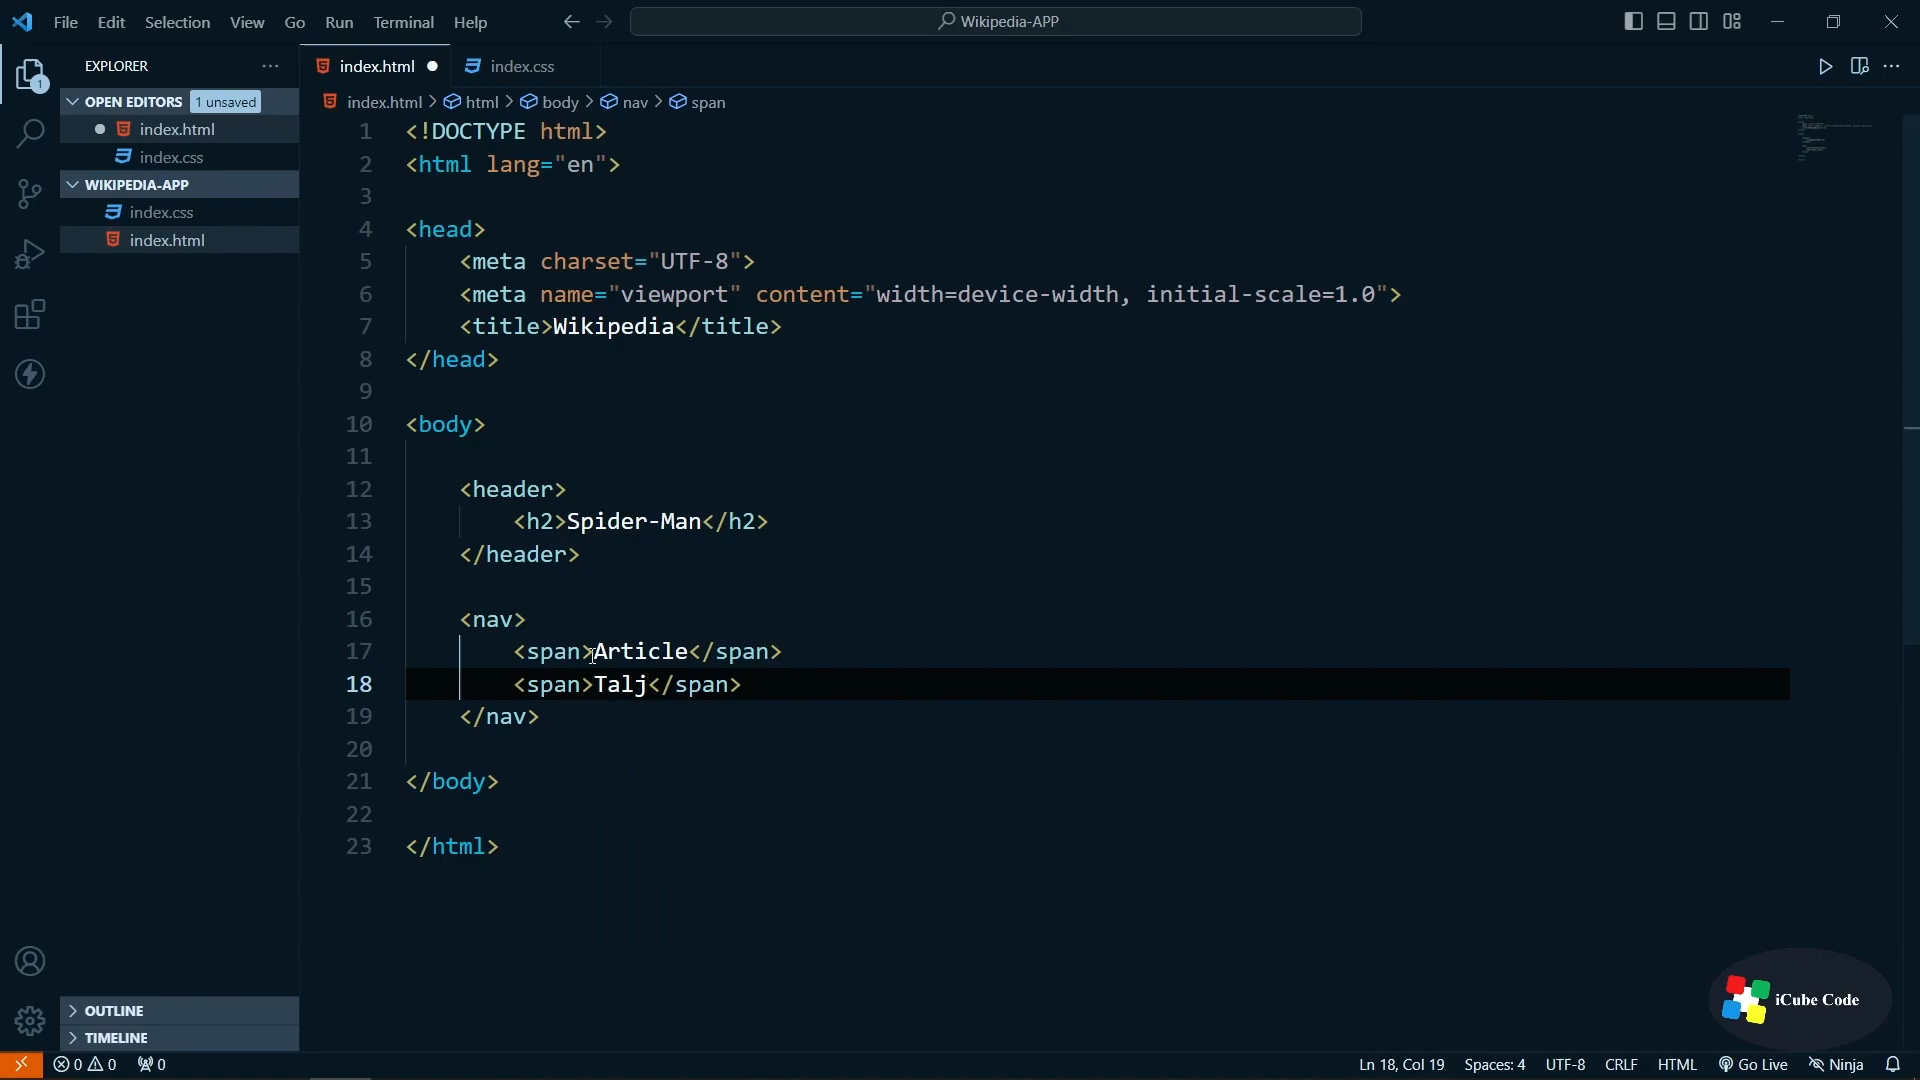 File Edit Selection View Go Run Terminal Help
Wikipedia-APP
EXPLORER
1
OPEN EDITORS 1 unsaved
index.html
index.css
WIKIPEDIA-APP
index.css
index.html
OUTLINE
TIMELINE
index.html
index.css
index.html > html > body > nav > span
1 <!DOCTYPE html>
2 <html lang="en">
3
4 <head>
5 <meta charset="UTF-8">
6 <meta name="viewport" content="width=device-width, initial-scale=1.0">
7 <title>Wikipedia</title>
8 </head>
9
10 <body>
11
12 <header>
13 <h2>Spider-Man</h2>
14 </header>
15
16 <nav>
17 <span>Article</span>
18 <span>Talj</span>
19 </nav>
20
21 </body>
22
23 </html>
iCube Code
0 0 0
Ln 18, Col 19 Spaces: 4 UTF-8 CRLF HTML Go Live Ninja